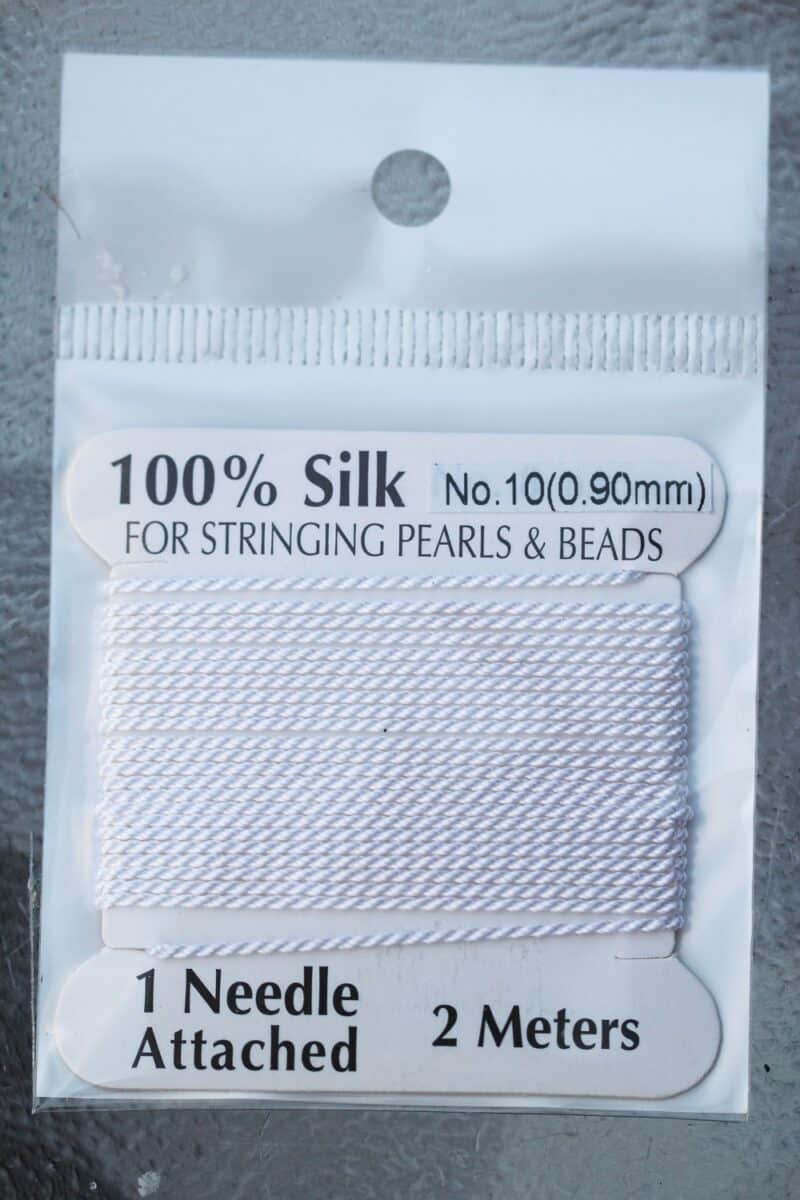 100% Silk No.10(0.90mm)
FOR STRINGING PEARLS & BEADS
1 Needle
Attached
2 Meters